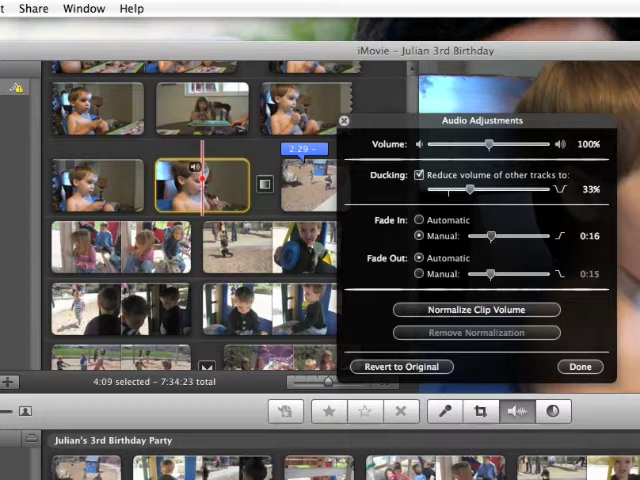 Share Window Help
iMovie - Julian 3rd Birthday
Audio Adjustments
Volume: 100%
2:29 -
Ducking: Reduce volume of other tracks to:
33%
Fade In: Automatic
Manual: 0:16
Fade Out: Automatic
Manual: 0:15
Normalize Clip Volume
Remove Normalization
Revert to Original Done
4:09 selected - 7:34:23 total
Julian's 3rd Birthday Party